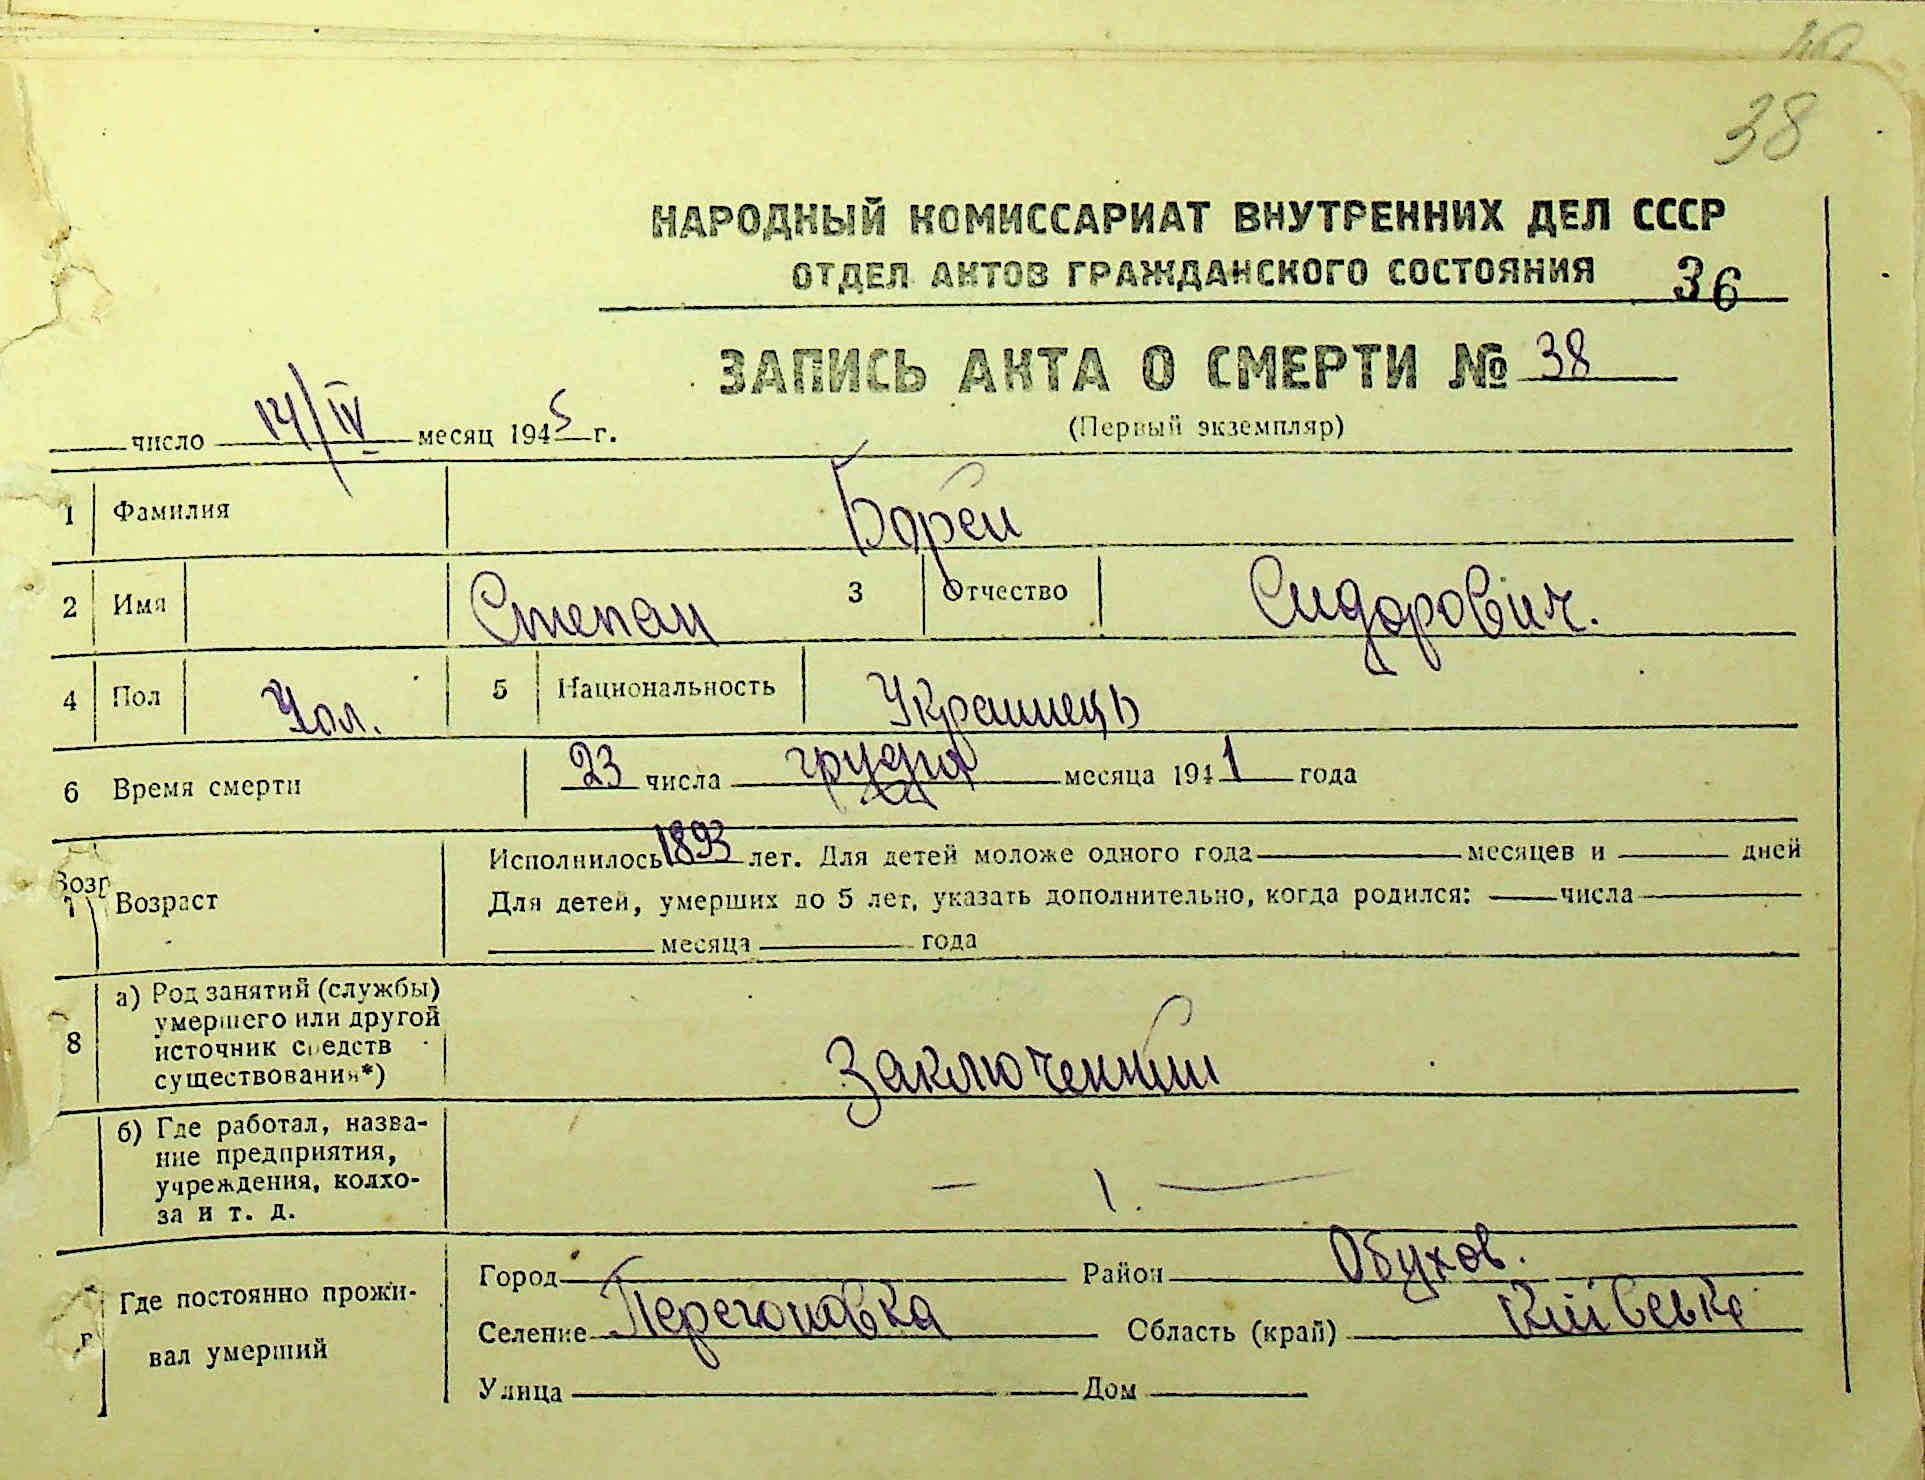 38
НАРОДНЫЙ КОМИССАРИАТ ВНУТРЕННИХ ДЕЛ СССР
ОТДЕЛ АКТОВ ГРАЖДАНСКОГО СОСТОЯНИЯ 36
ЗАПИСЬ АКТА О СМЕРТИ № 38
число 14/IV месяц 1945 г. (Первый экземпляр)
1 Фамилия Борей
2 Имя Степан 3 Отчество Сидорович.
4 Пол Чол. 5 Национальность Українець
6 Время смерти 23 числа грудня месяца 1941 года
Возраст Исполнилось 1893 лет. Для детей моложе одного года месяцев и дней
Для детей, умерших до 5 лет, указать дополнительно, когда родился: числа
месяца года
8 а) Род занятий (службы) умершего или другой источник средств существования*) Заключенный
б) Где работал, назва-
ние предприятия,
учреждения, колхо-
за и т. д. — 1. —
Где постоянно прожи-
вал умерший
Город Район Обухов.
Селение Перегоновка Область (край) Київська
Улица Дом